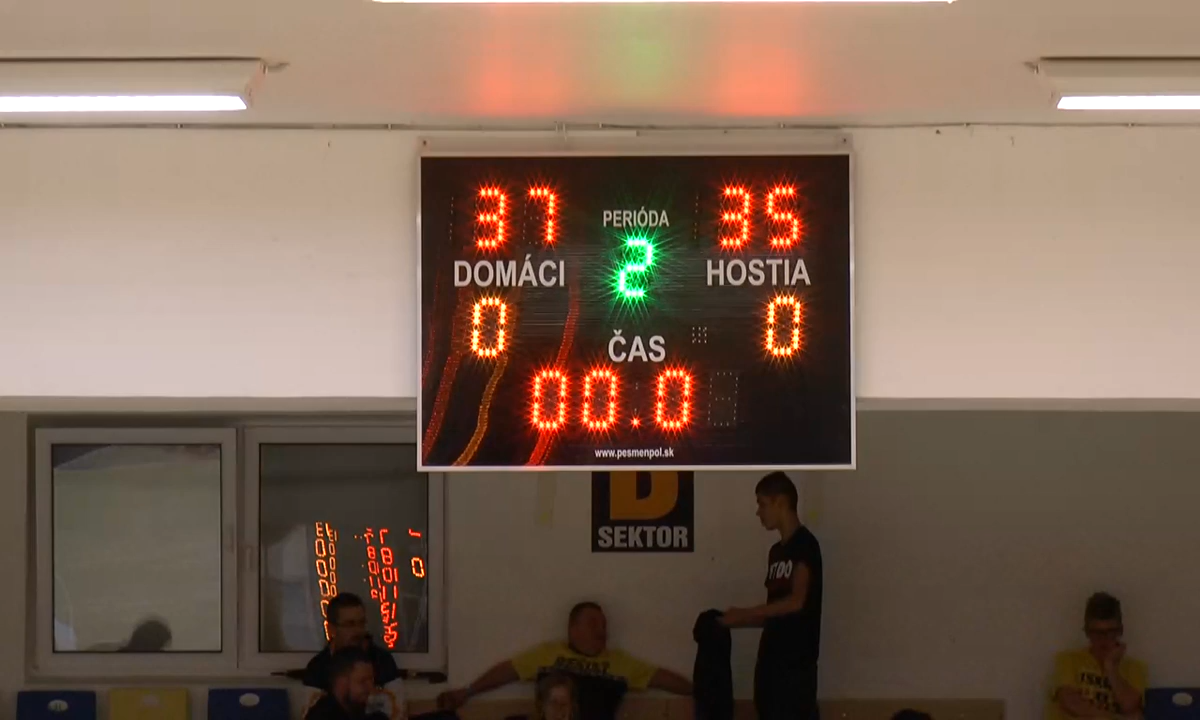 37 PERIÓDA 35
2
DOMÁCI HOSTIA
0 0
ČAS
00.0
www.pesmenpol.sk
SEKTOR